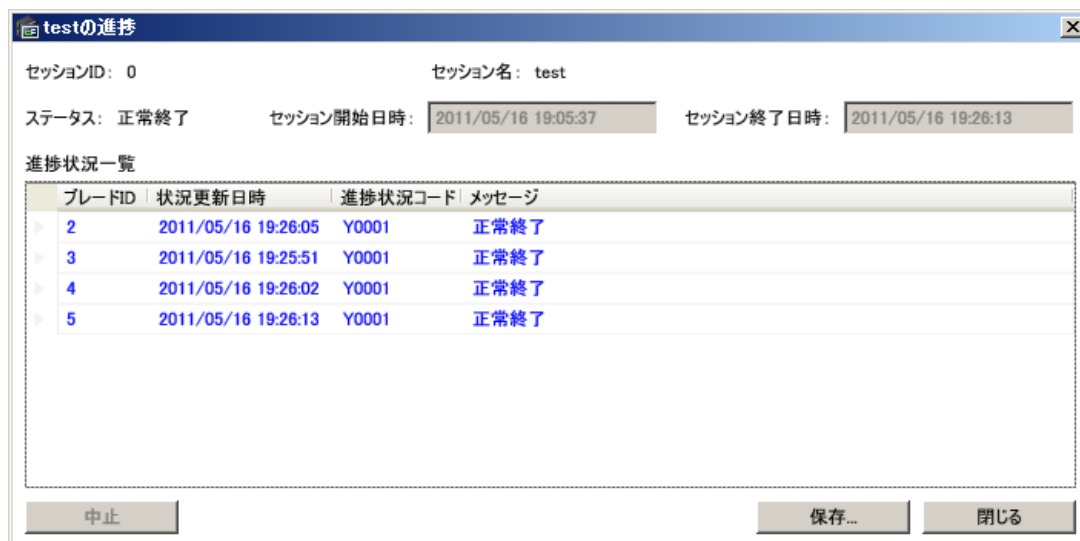 testの進捗
セッションID: 0 セッション名: test
ステータス: 正常終了 セッション開始日時: 2011/05/16 19:05:37 セッション終了日時: 2011/05/16 19:26:13
進捗状況一覧
ブレードID 状況更新日時 進捗状況コード メッセージ
2 2011/05/16 19:26:05 Y0001 正常終了
3 2011/05/16 19:25:51 Y0001 正常終了
4 2011/05/16 19:26:02 Y0001 正常終了
5 2011/05/16 19:26:13 Y0001 正常終了
中止 保存... 閉じる